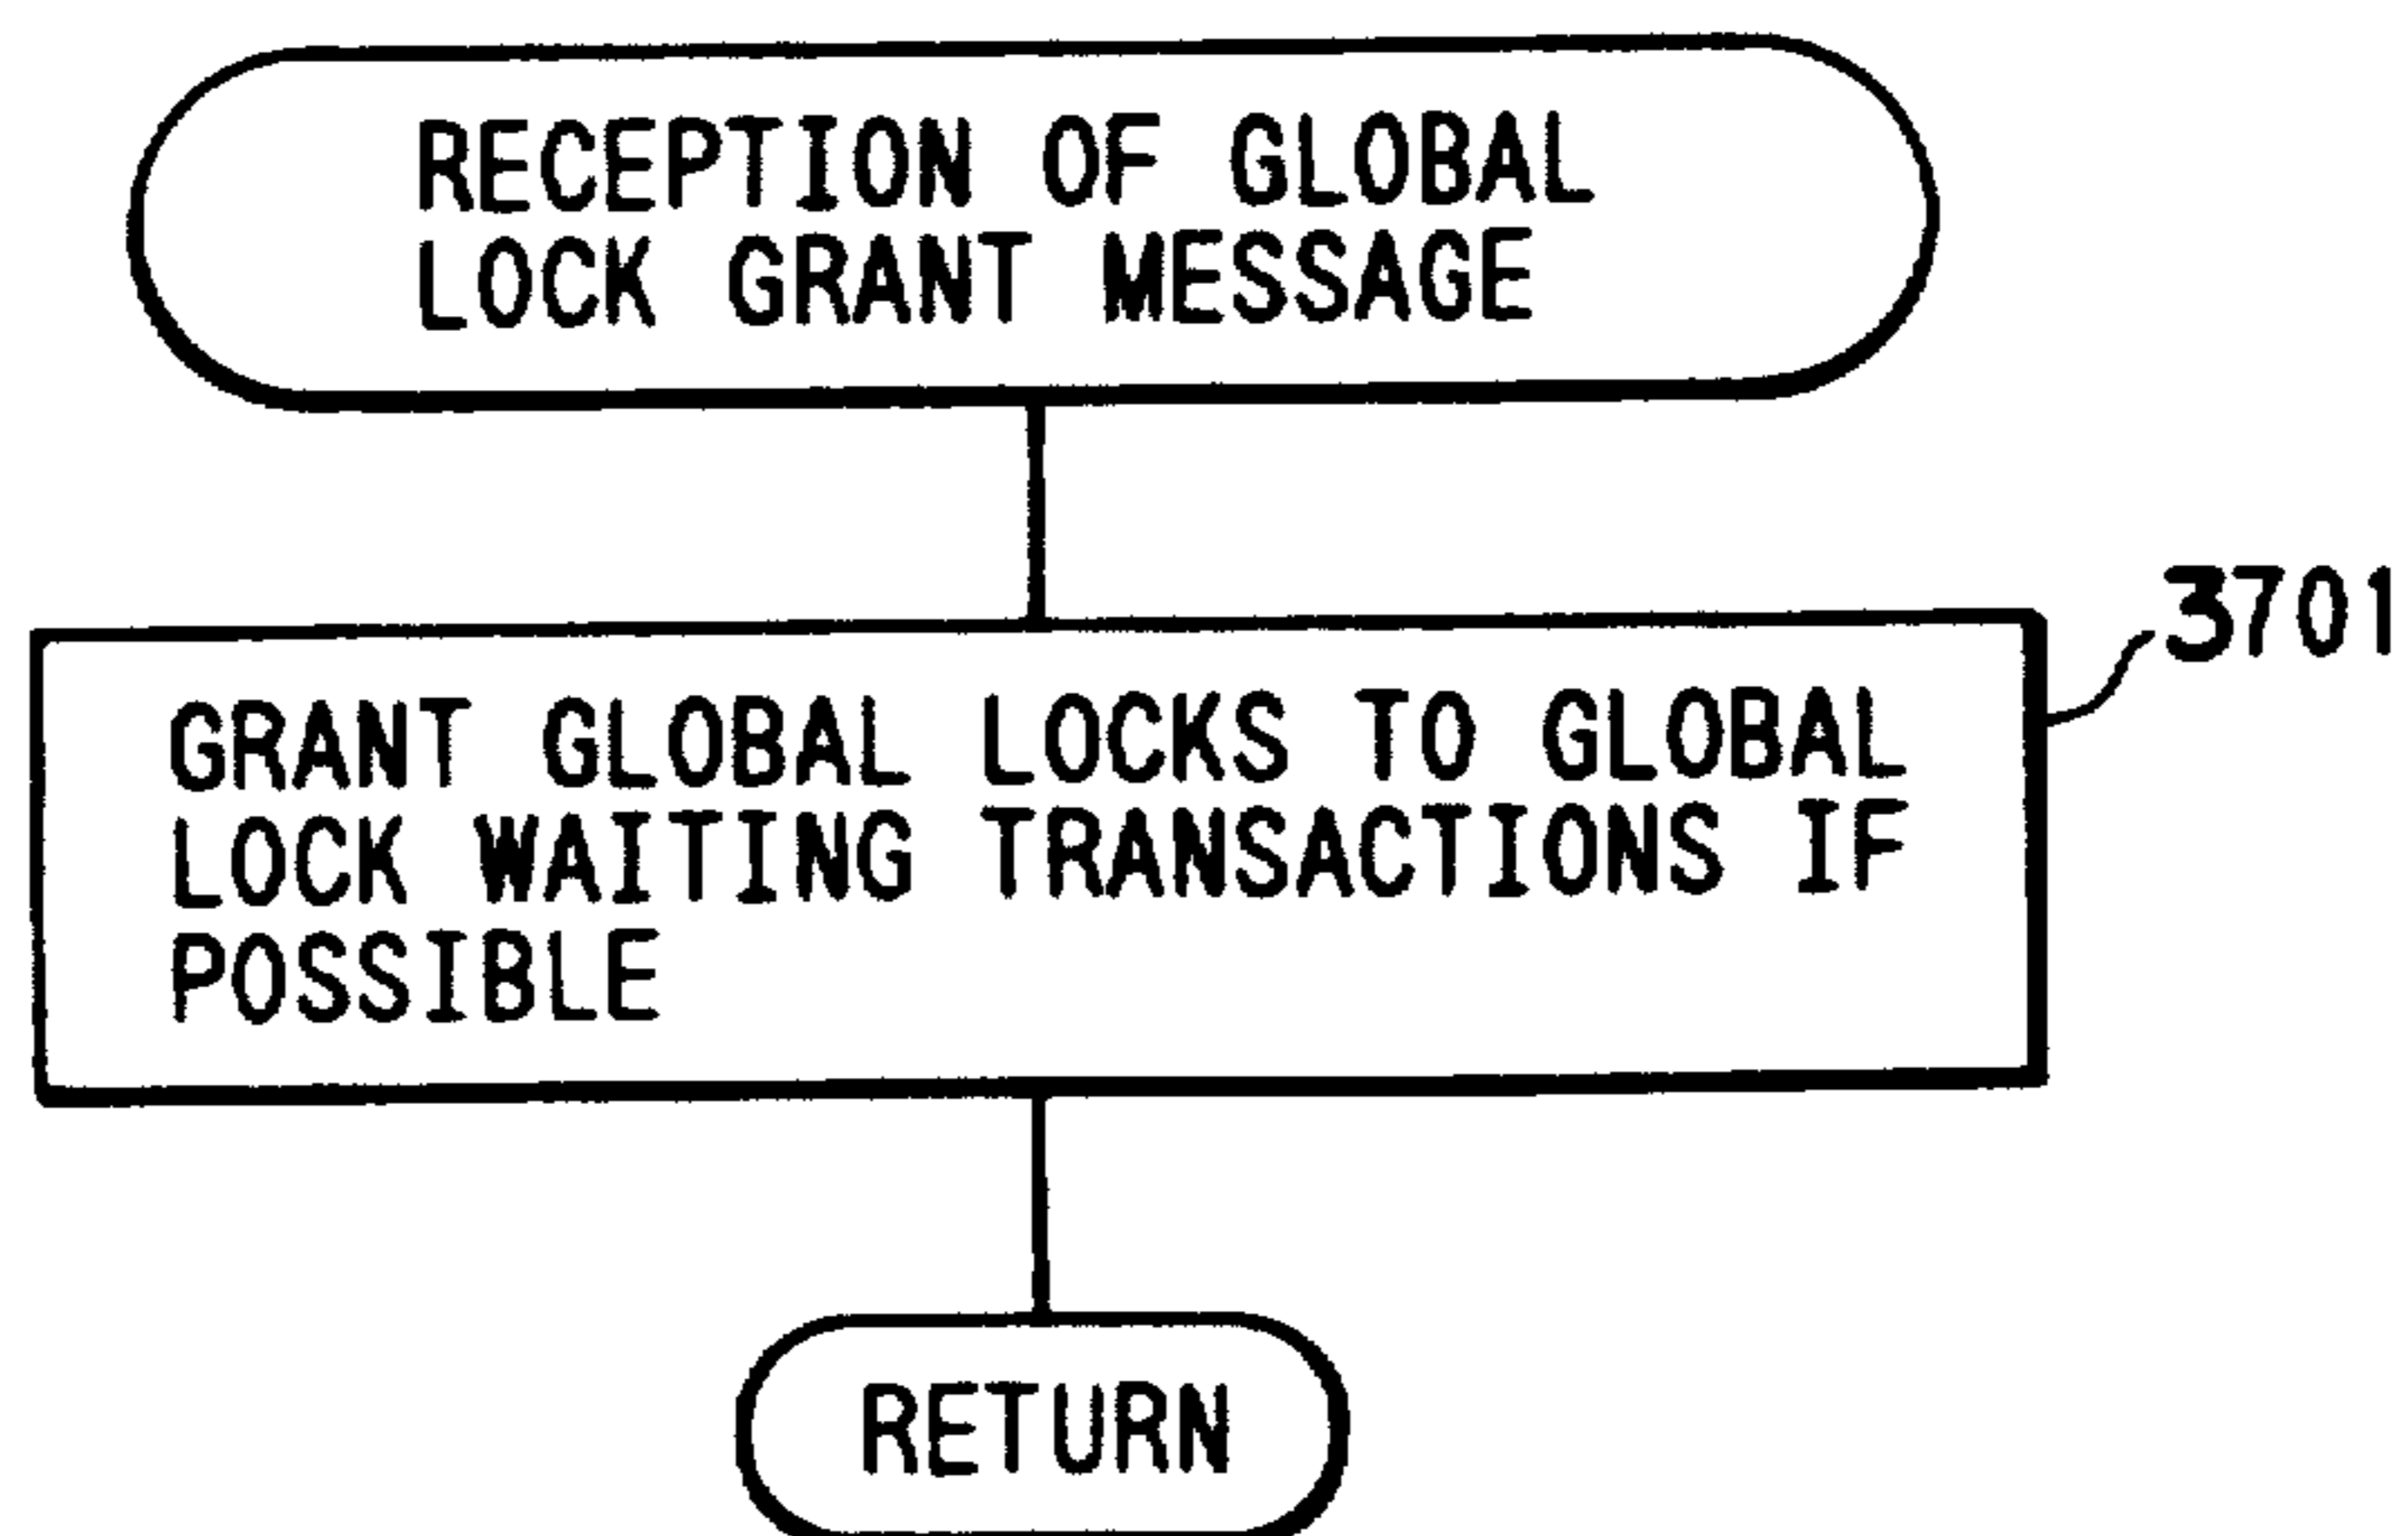 RECEPTION OF GLOBAL
LOCK GRANT MESSAGE
3701
GRANT GLOBAL LOCKS TO GLOBAL
LOCK WAITING TRANSACTIONS IF
POSSIBLE
RETURN